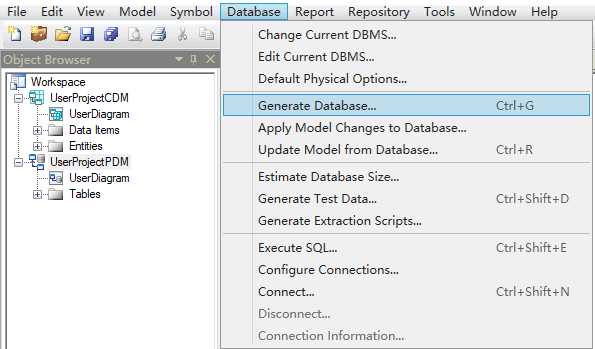 File Edit View Model Symbol Database Report Repository Tools Window Help
Object Browser
Workspace
UserProjectCDM
UserDiagram
Data Items
Entities
UserProjectPDM
UserDiagram
Tables
Change Current DBMS...
Edit Current DBMS...
Default Physical Options...
Generate Database... Ctrl+G
Apply Model Changes to Database...
Update Model from Database... Ctrl+R
Estimate Database Size...
Generate Test Data... Ctrl+Shift+D
Generate Extraction Scripts...
Execute SQL... Ctrl+Shift+E
Configure Connections...
Connect... Ctrl+Shift+N
Disconnect...
Connection Information...